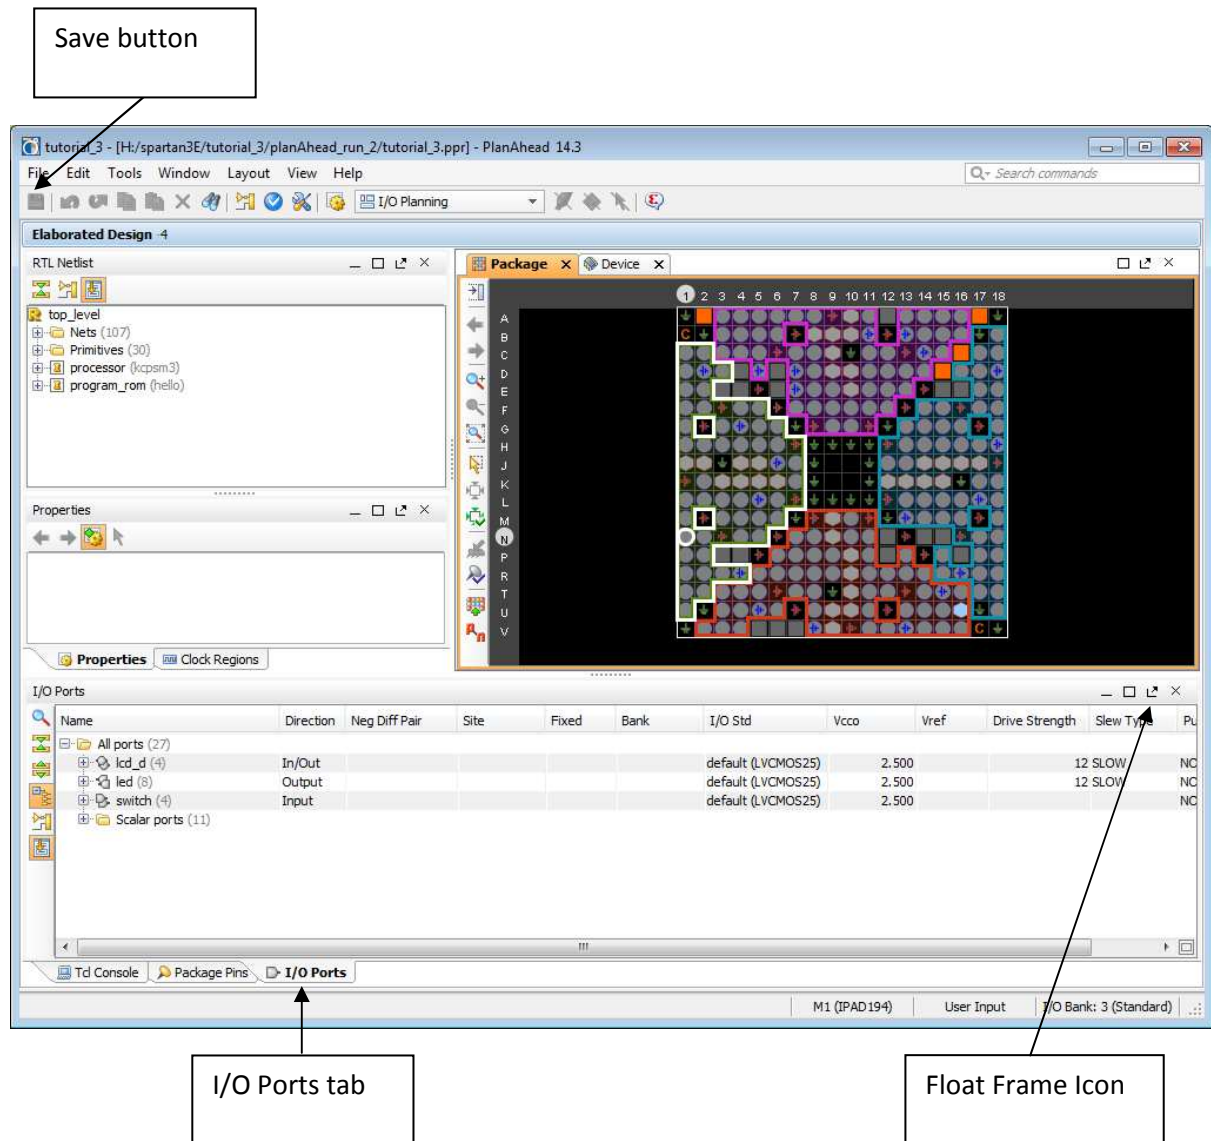 Save button
tutorial_3 - [H:/spartan3E/tutorial_3/planAhead_run_2/tutorial_3.ppr] - PlanAhead 14.3
File Edit Tools Window Layout View Help
Search commands
I/O Planning
Elaborated Design -4
RTL Netlist
Package
Device
top_level
Nets (107)
Primitives (30)
processor (kcpsm3)
program_rom (hello)
1 2 3 4 5 6 7 8 9 10 11 12 13 14 15 16 17 18
A
B
C
D
E
F
G
H
J
K
L
M
N
P
R
T
U
V
C
C
Properties
Properties Clock Regions
I/O Ports
Name Direction Neg Diff Pair Site Fixed Bank I/O Std Vcco Vref Drive Strength Slew Type Pu
All ports (27)
lcd_d (4) In/Out default (LVCMOS25) 2.500 12 SLOW NO
led (8) Output default (LVCMOS25) 2.500 12 SLOW NO
switch (4) Input default (LVCMOS25) 2.500 NO
Scalar ports (11)
Tcl Console Package Pins I/O Ports
M1 (IPAD194) User Input I/O Bank: 3 (Standard)
I/O Ports tab
Float Frame Icon